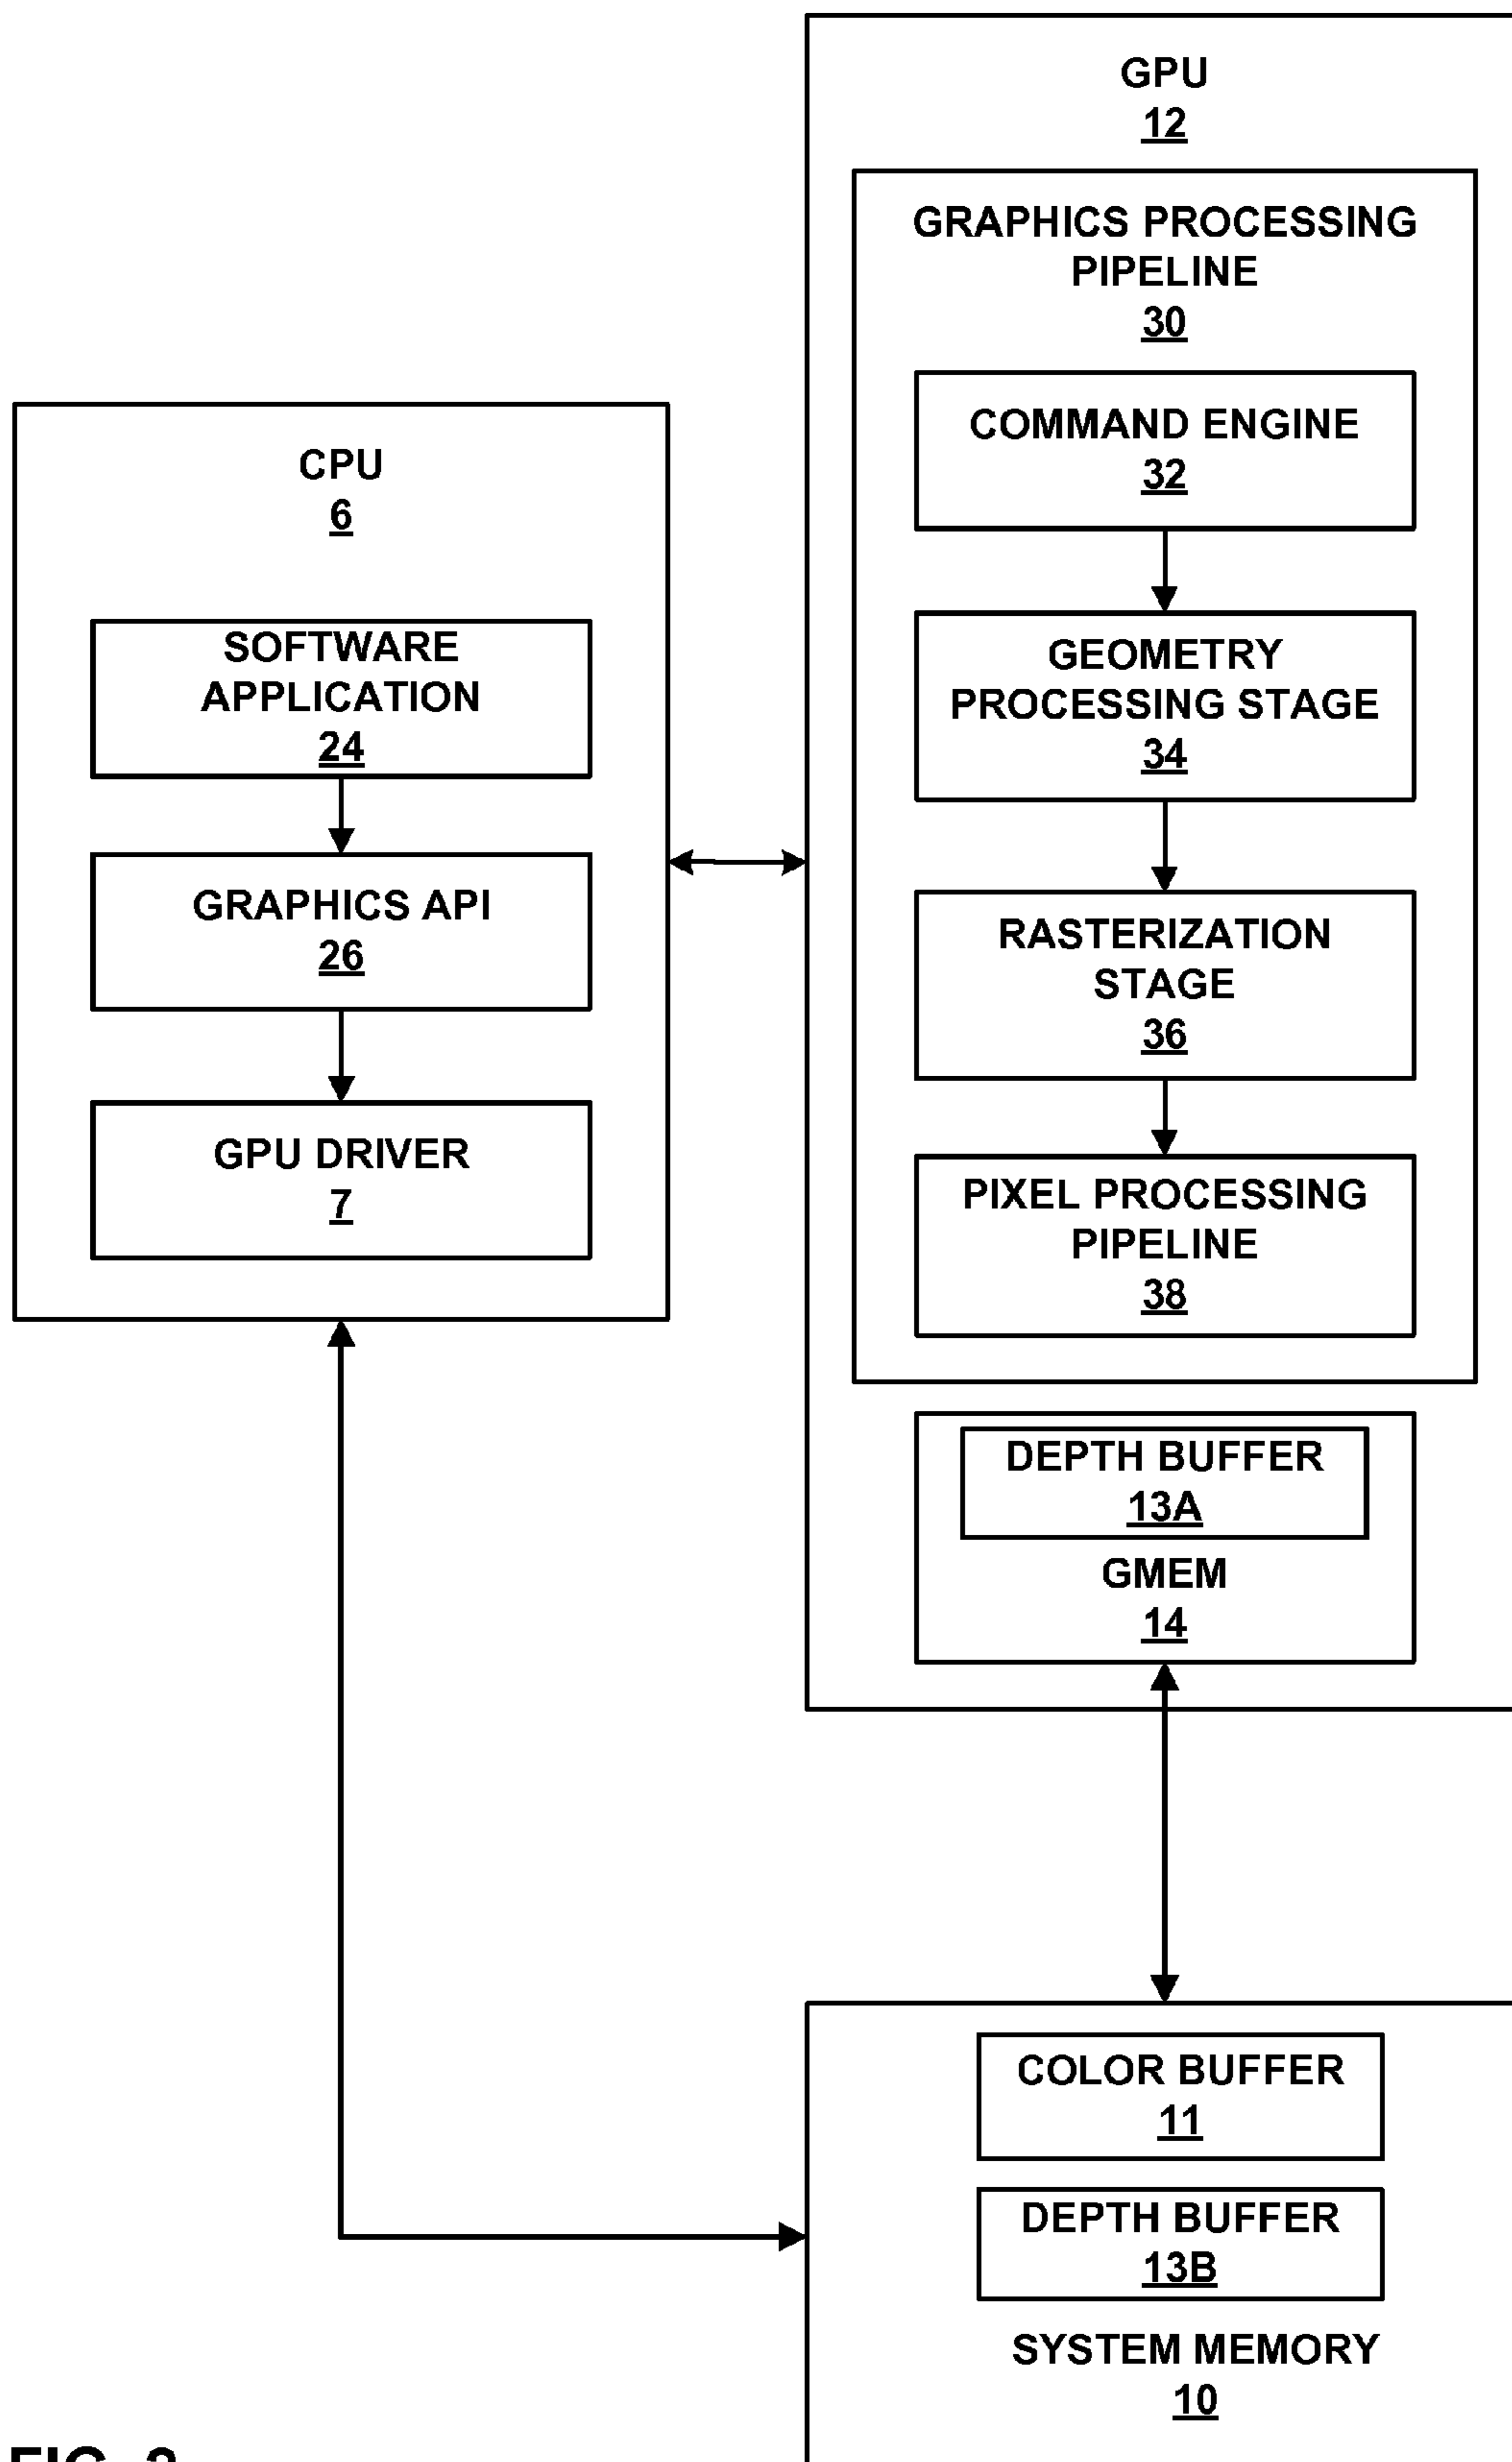 GPU
12
GRAPHICS PROCESSING
PIPELINE
30
COMMAND ENGINE
32
GEOMETRY
PROCESSING STAGE
34
RASTERIZATION
STAGE
36
PIXEL PROCESSING
PIPELINE
38
DEPTH BUFFER
13A
GMEM
14
CPU
6
SOFTWARE
APPLICATION
24
GRAPHICS API
26
GPU DRIVER
7
COLOR BUFFER
11
DEPTH BUFFER
13B
SYSTEM MEMORY
10
FIG.